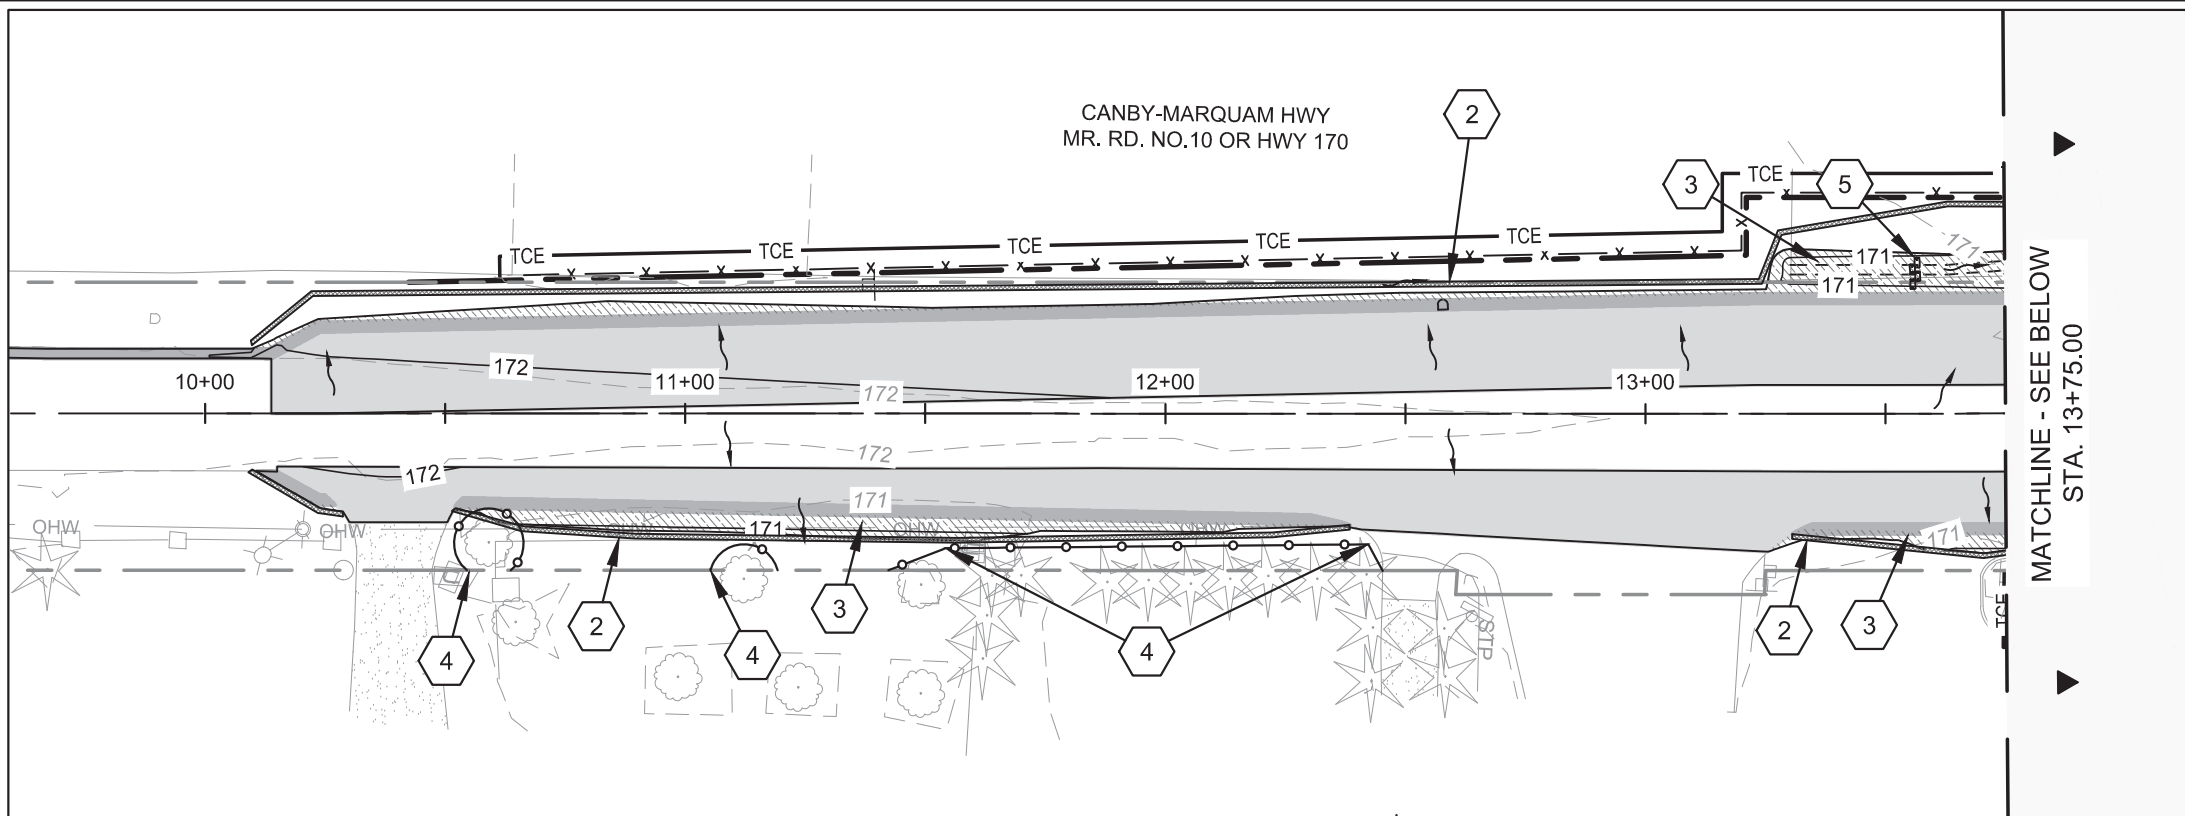 CANBY-MARQUAM HWY
MR. RD. NO.10 OR HWY 170
2
3
TCE
5
TCE
TCE
TCE
TCE
TCE
171
171
171
D
D
172
10+00
11+00
172
12+00
13+00
172
172
171
171
171
OHW
OHW
OHW
OHW
OHW
4
2
4
3
4
STP
2
3
TCE
MATCHLINE - SEE BELOW
STA. 13+75.00